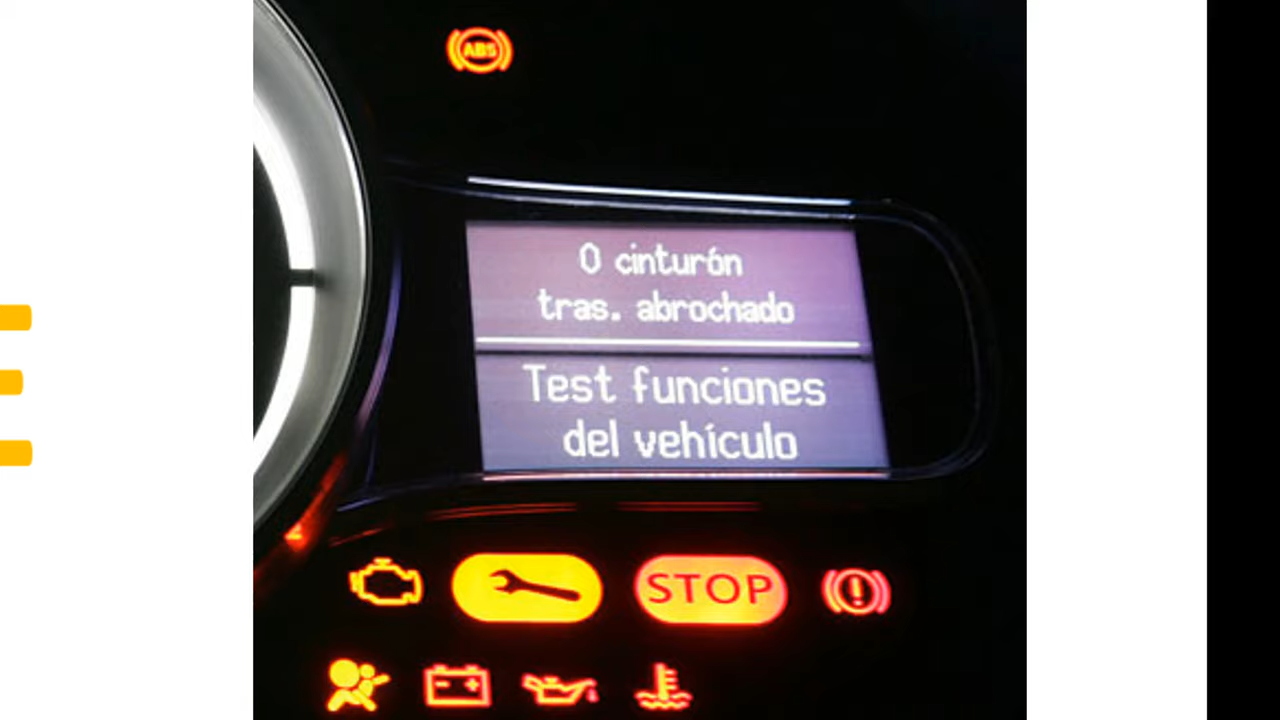 ABS
0 cinturón
tras. abrochado
Test funciones
del vehículo
STOP